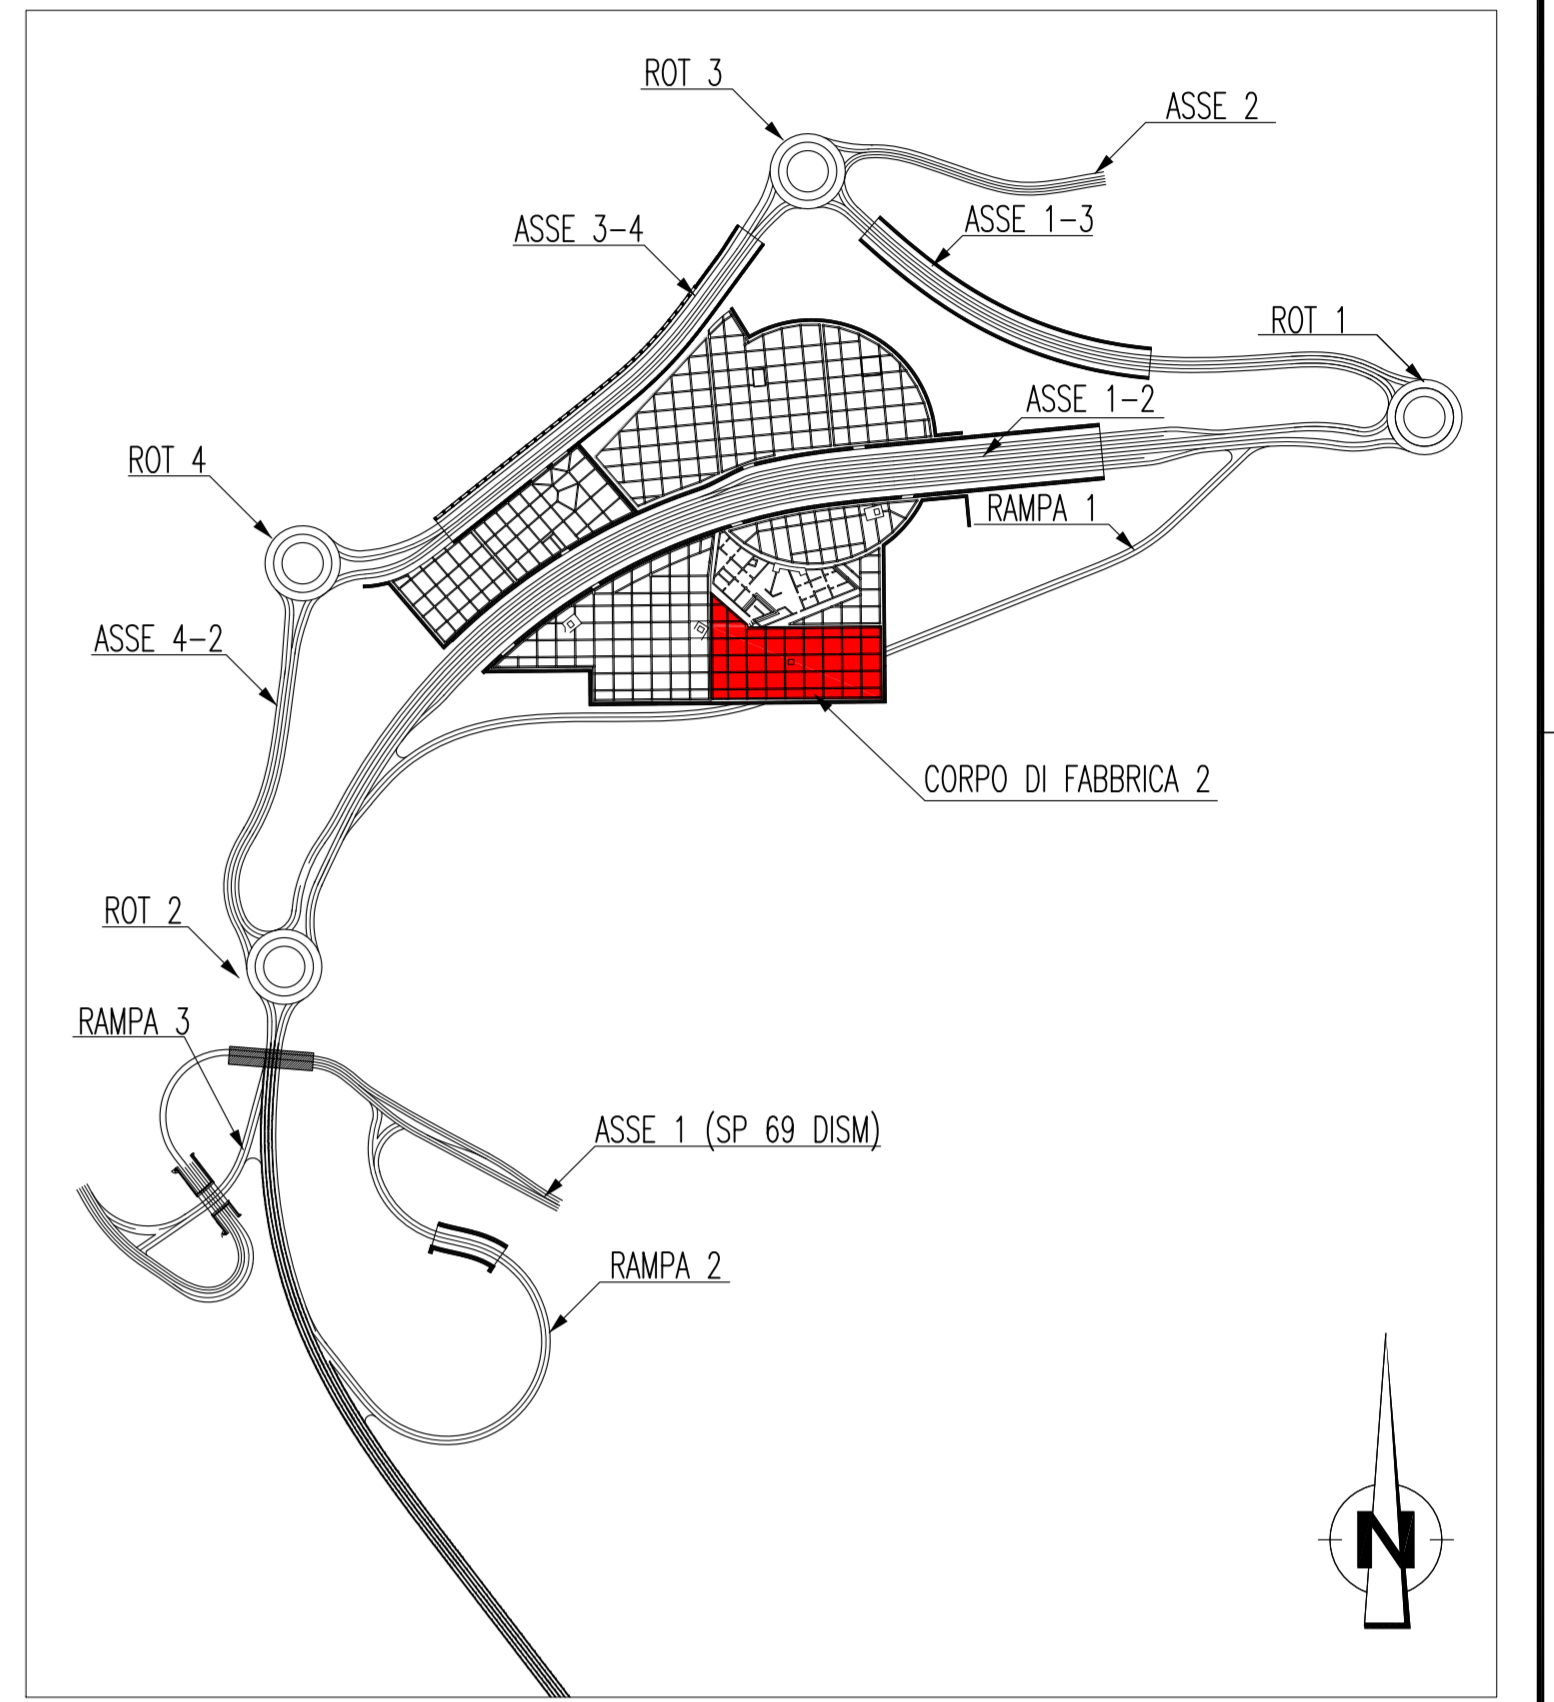 ROT 3
ASSE 2
ASSE 3-4
ASSE 1-3
ROT 1
ASSE 1-2
ROT 4
RAMPA 1
ASSE 4-2
CORPO DI FABBRICA 2
ROT 2
RAMPA 3
ASSE 1 (SP 69 DISM)
RAMPA 2
N